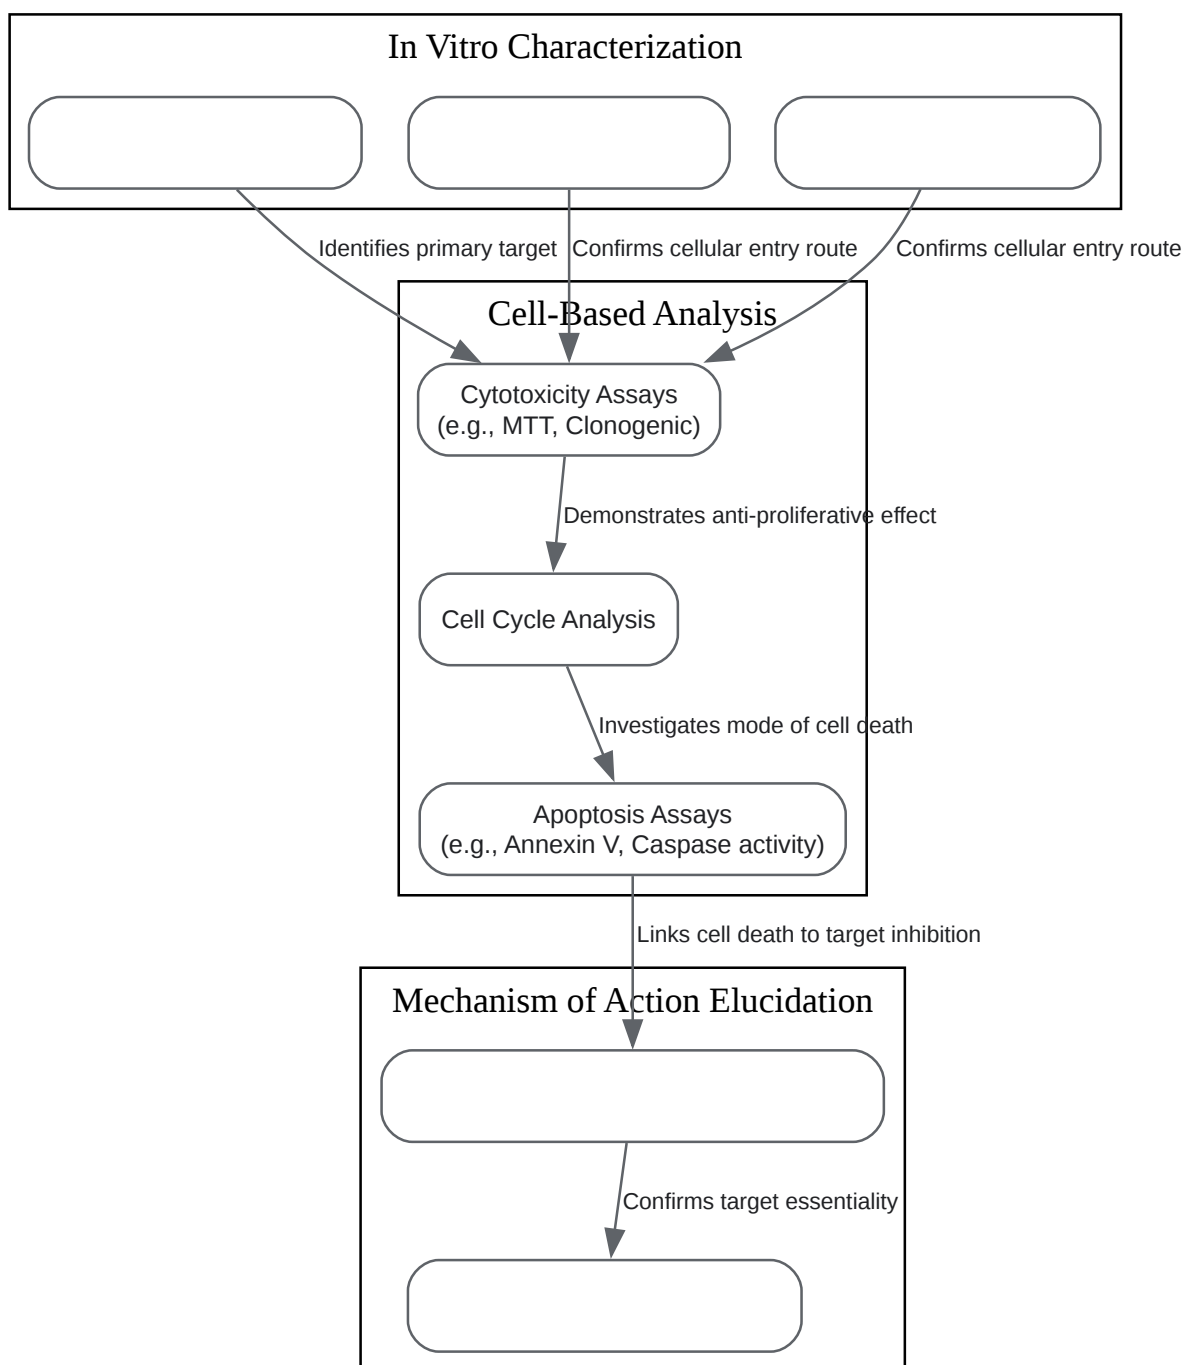 In Vitro Characterization
Identifies primary target
Confirms cellular entry route
Confirms cellular entry route
Cell-Based Analysis
Cytotoxicity Assays
(e.g., MTT, Clonogenic)
Demonstrates anti-proliferative effect
Cell Cycle Analysis
Investigates mode of cell death
Apoptosis Assays
(e.g., Annexin V, Caspase activity)
Links cell death to target inhibition
Mechanism of Action Elucidation
Confirms target essentiality